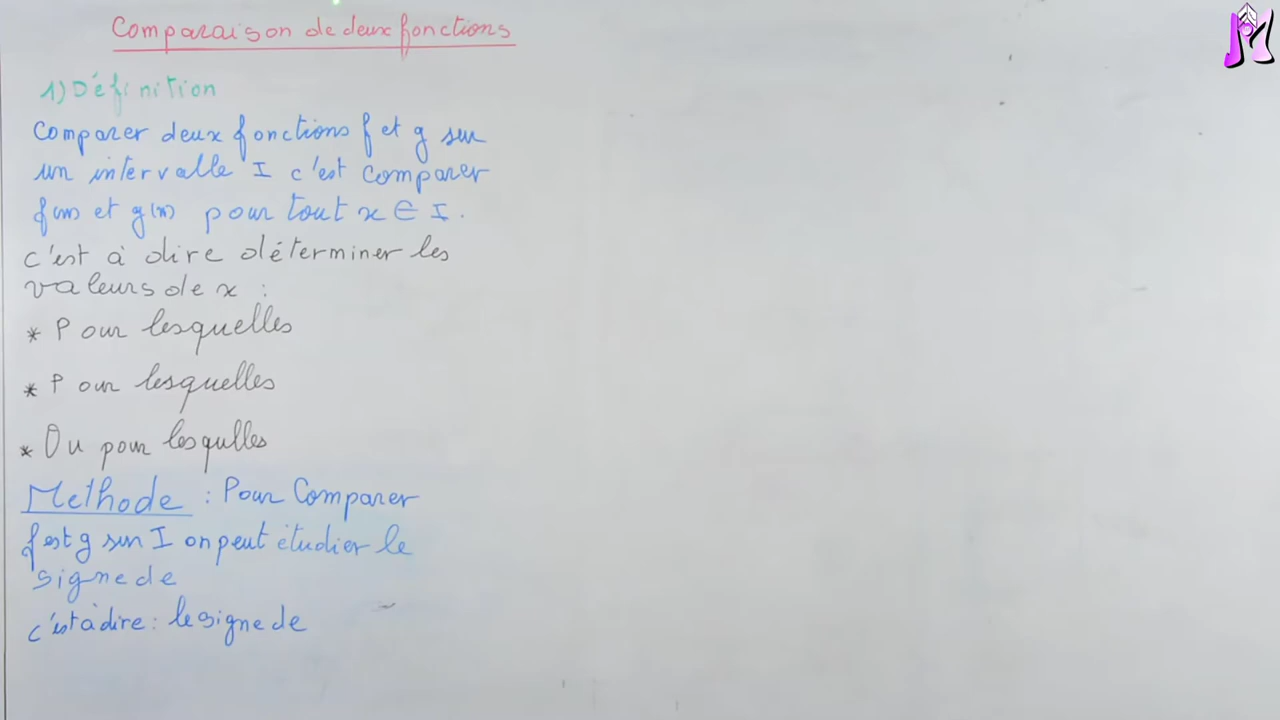 Comparaison de deux fonctions
1) Définition
Comparer deux fonctions f et g sur
un intervalle I c'est comparer
f(x) et g(x) pour tout x ∈ I.
c'est à dire déterminer les
valeurs de x :
* Pour lesquelles
* Pour lesquelles
* Ou pour lesqulles
Methode : Pour Comparer
f est g sur I on peut étudier le
signe de
c'est à dire : le signe de